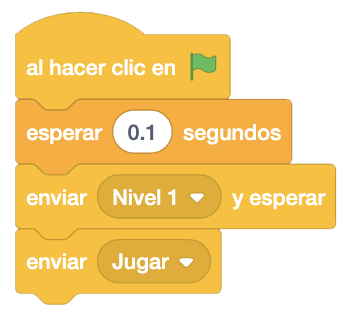 al hacer clic en
esperar 0.1 segundos
enviar Nivel 1 y esperar
enviar Jugar